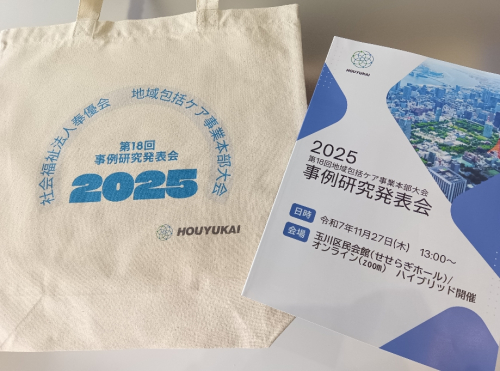 社会福祉法人奉優会 地域包括ケア事業本部大会
第18回
事例研究発表会
2025
HOUYUKAI
HOUYUKAI
2025
第18回地域包括ケア事業本部大会
事例研究発表会
日時 令和7年11月27日(木) 13:00～
会場 玉川区民会館(せせらぎホール)/
オンライン(zoom) ハイブリッド開催